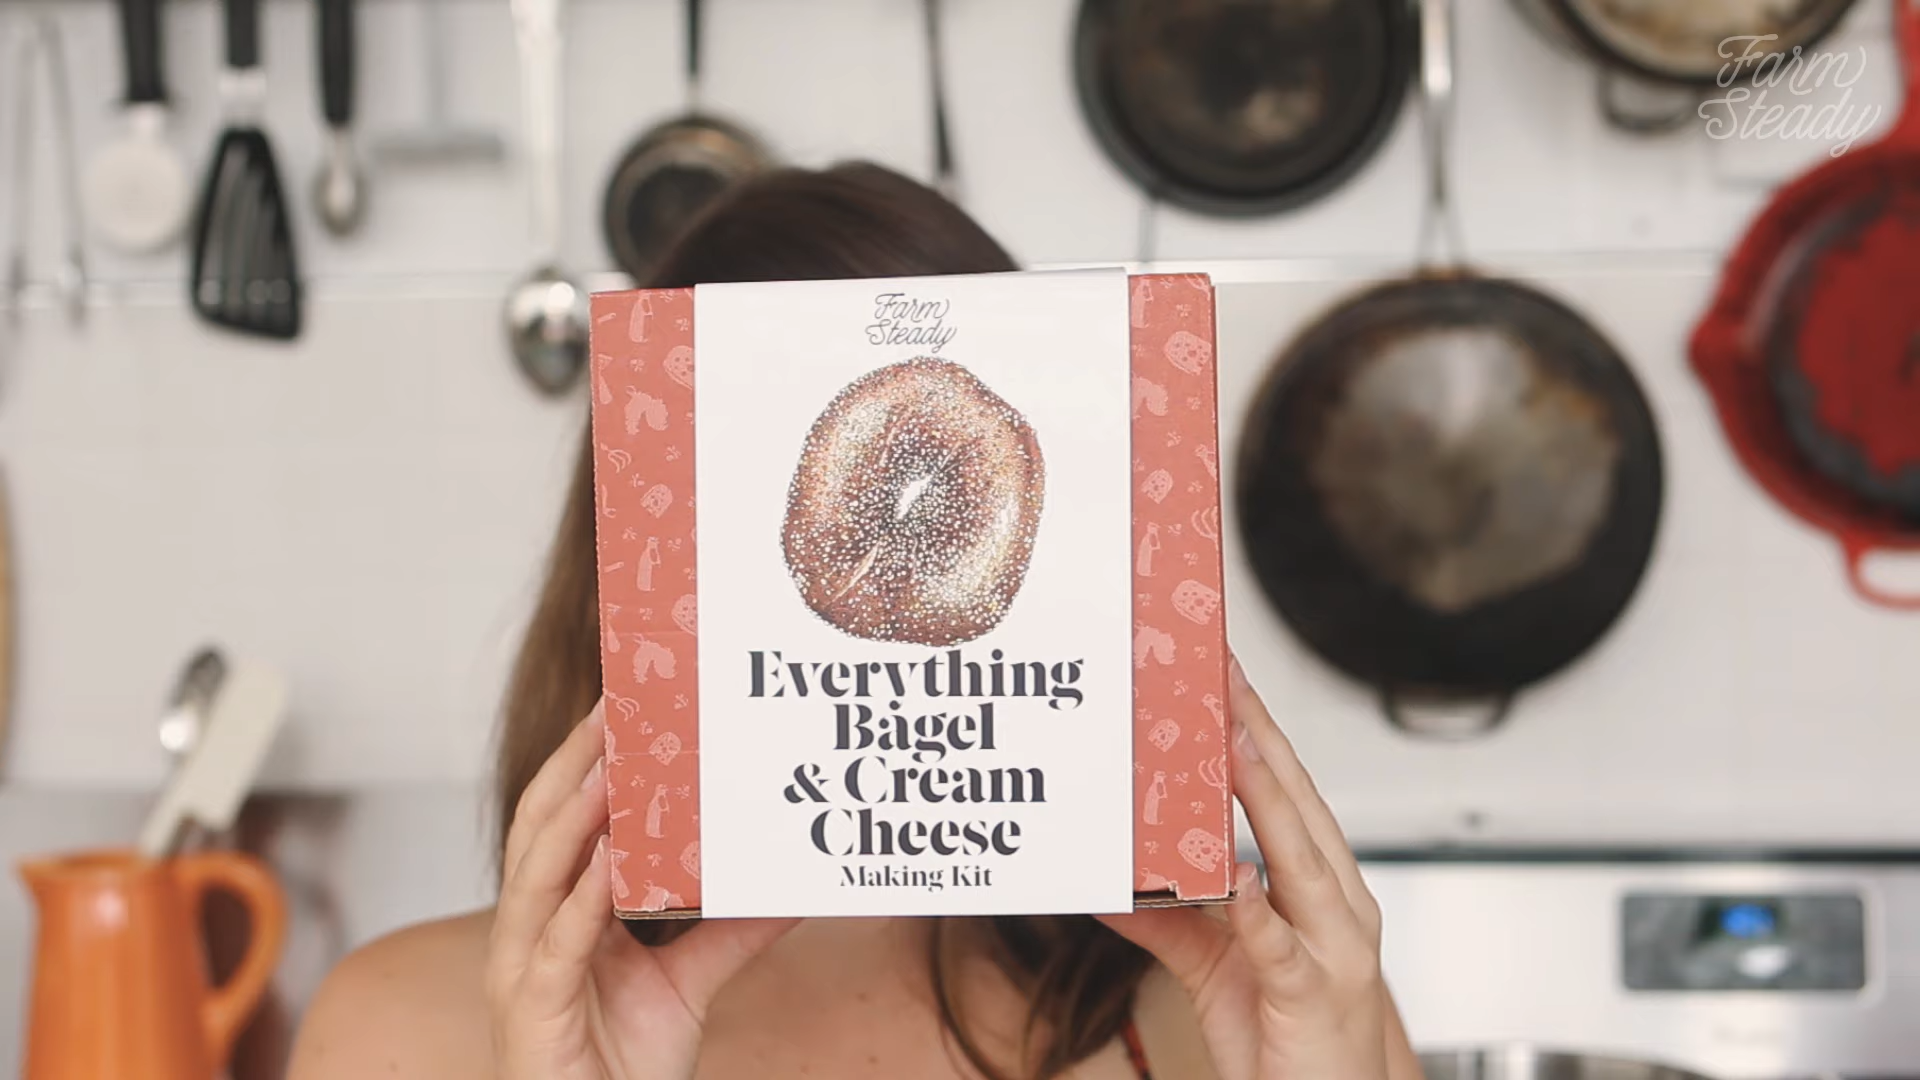 Farm
Steady
Farm
Steady
Everything
Bagel
& Cream
Cheese
Making Kit